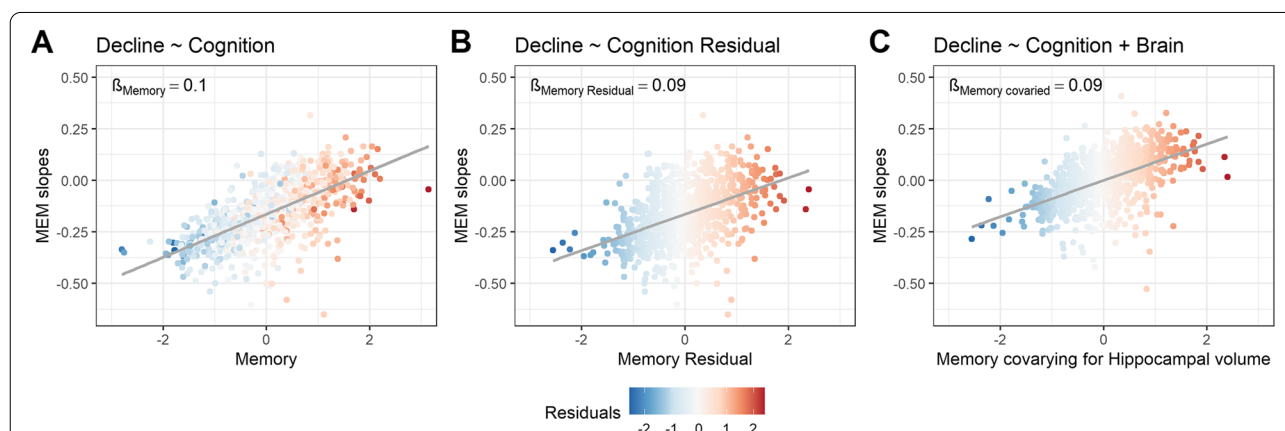 A Decline ~ Cognition
ßMemory = 0.1
0.50
0.25
0.00
-0.25
-0.50
MEM slopes
-2 0 2
Memory
B Decline ~ Cognition Residual
ßMemory Residual = 0.09
0.50
0.25
0.00
-0.25
-0.50
MEM slopes
-2 0 2
Memory Residual
C Decline ~ Cognition + Brain
ßMemory covaried = 0.09
0.50
0.25
0.00
-0.25
-0.50
MEM slopes
-2 0 2
Memory covarying for Hippocampal volume
Residuals
-2 -1 0 1 2